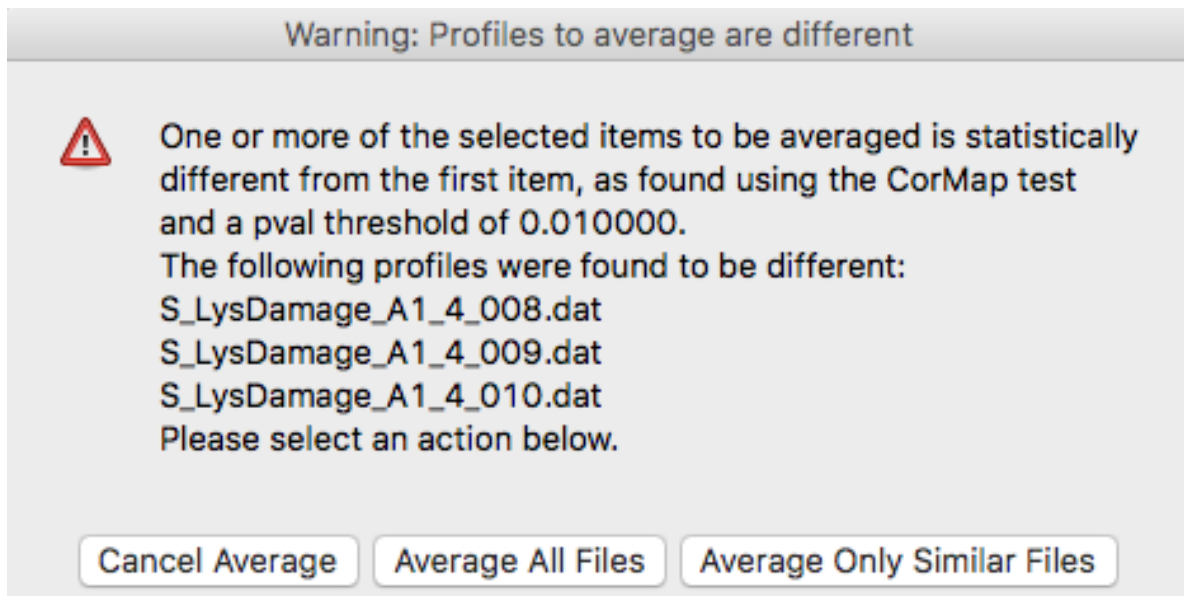 Warning: Profiles to average are different
One or more of the selected items to be averaged is statistically
different from the first item, as found using the CorMap test
and a pval threshold of 0.010000.
The following profiles were found to be different:
S_LysDamage_A1_4_008.dat
S_LysDamage_A1_4_009.dat
S_LysDamage_A1_4_010.dat
Please select an action below.
Cancel Average Average All Files Average Only Similar Files